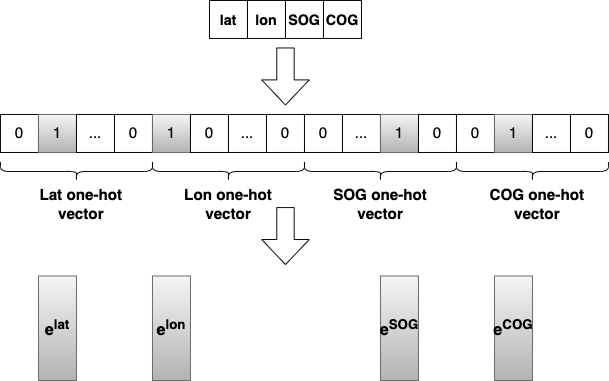 lat lon SOG COG
0 1 ... 0 1 0 ... 0 0 ... 1 0 0 1 ... 0
Lat one-hot vector
Lon one-hot vector
SOG one-hot vector
COG one-hot vector
e^lat e^lon e^SOG e^COG